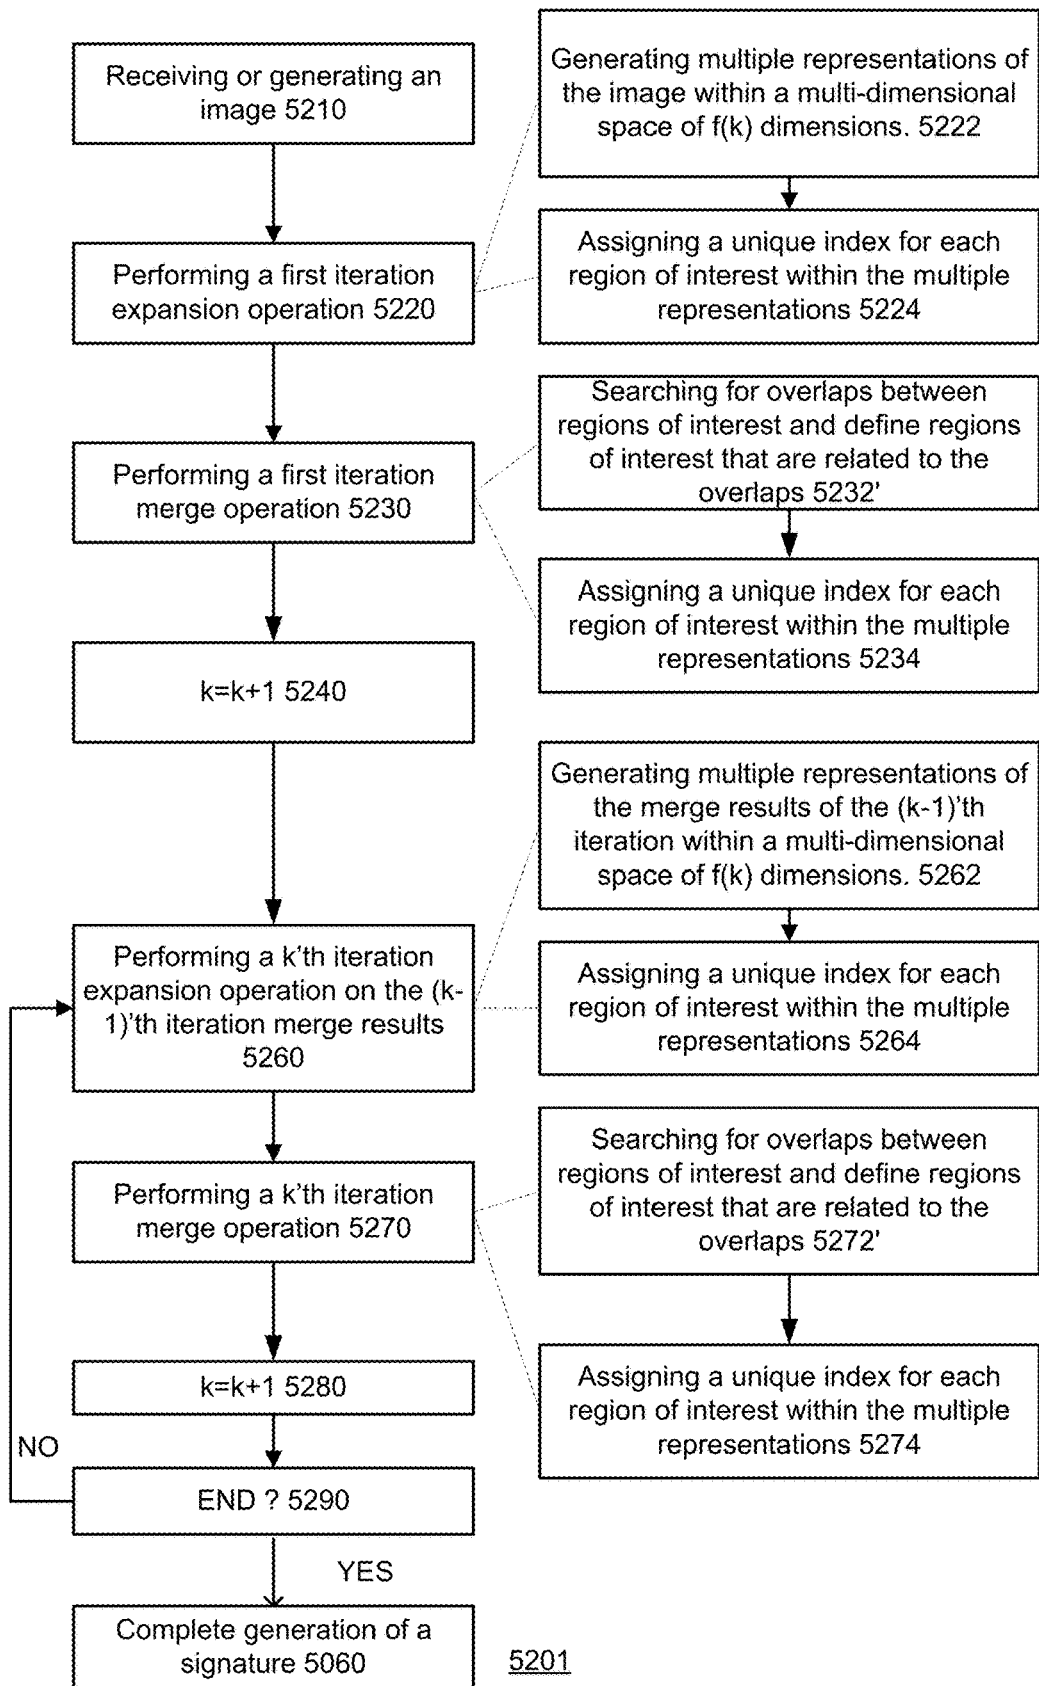 Receiving or generating an
image 5210
Generating multiple representations of
the image within a multi-dimensional
space of f(k) dimensions. 5222
Performing a first iteration
expansion operation 5220
Assigning a unique index for each
region of interest within the multiple
representations 5224
Performing a first iteration
merge operation 5230
Searching for overlaps between
regions of interest and define regions
of interest that are related to the
overlaps 5232'
Assigning a unique index for each
region of interest within the multiple
representations 5234
k=k+1 5240
Generating multiple representations of
the merge results of the (k-1)'th
iteration within a multi-dimensional
space of f(k) dimensions. 5262
Performing a k'th iteration
expansion operation on the (k-
1)'th iteration merge results
5260
Assigning a unique index for each
region of interest within the multiple
representations 5264
Performing a k'th iteration
merge operation 5270
Searching for overlaps between
regions of interest and define regions
of interest that are related to the
overlaps 5272'
Assigning a unique index for each
region of interest within the multiple
representations 5274
k=k+1 5280
NO
END ? 5290
YES
Complete generation of a
signature 5060
5201